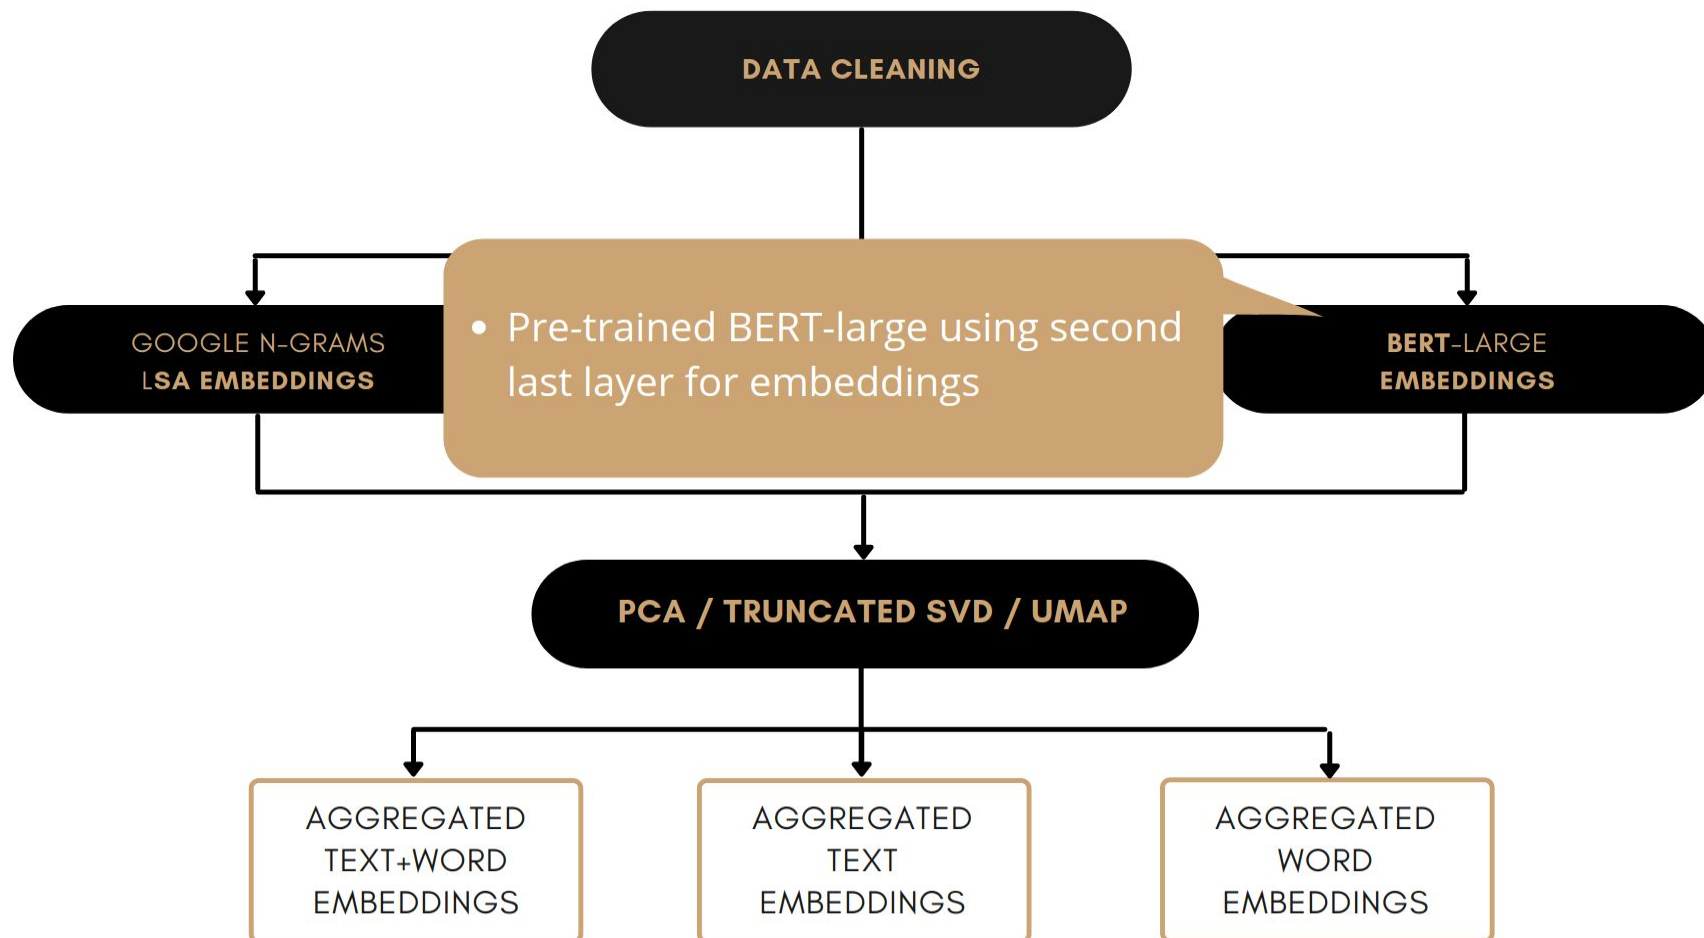 DATA CLEANING
GOOGLE N-GRAMS
LSA EMBEDDINGS
• Pre-trained BERT-large using second
last layer for embeddings
BERT-LARGE
EMBEDDINGS
PCA / TRUNCATED SVD / UMAP
AGGREGATED
TEXT+WORD
EMBEDDINGS
AGGREGATED
TEXT
EMBEDDINGS
AGGREGATED
WORD
EMBEDDINGS